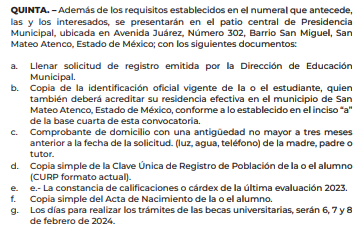 QUINTA. – Además de los requisitos establecidos en el numeral que antecede,
las y los interesados, se presentarán en el patio central de Presidencia
Municipal, ubicada en Avenida Juárez, Número 302, Barrio San Miguel, San
Mateo Atenco, Estado de México; con los siguientes documentos:
a. Llenar solicitud de registro emitida por la Dirección de Educación
Municipal.
b. Copia de la identificación oficial vigente de la o el estudiante, quien
también deberá acreditar su residencia efectiva en el municipio de San
Mateo Atenco, Estado de México, conforme a lo establecido en el inciso "a"
de la base cuarta de esta convocatoria.
c. Comprobante de domicilio con una antigüedad no mayor a tres meses
anterior a la fecha de la solicitud. (luz, agua, teléfono) de la madre, padre o
tutor.
d. Copia simple de la Clave Única de Registro de Población de la o el alumno
(CURP formato actual).
e. e.- La constancia de calificaciones o cárdex de la última evaluación 2023.
f. Copia simple del Acta de Nacimiento de la o el alumno.
g. Los días para realizar los trámites de las becas universitarias, serán 6, 7 y 8
de febrero de 2024.